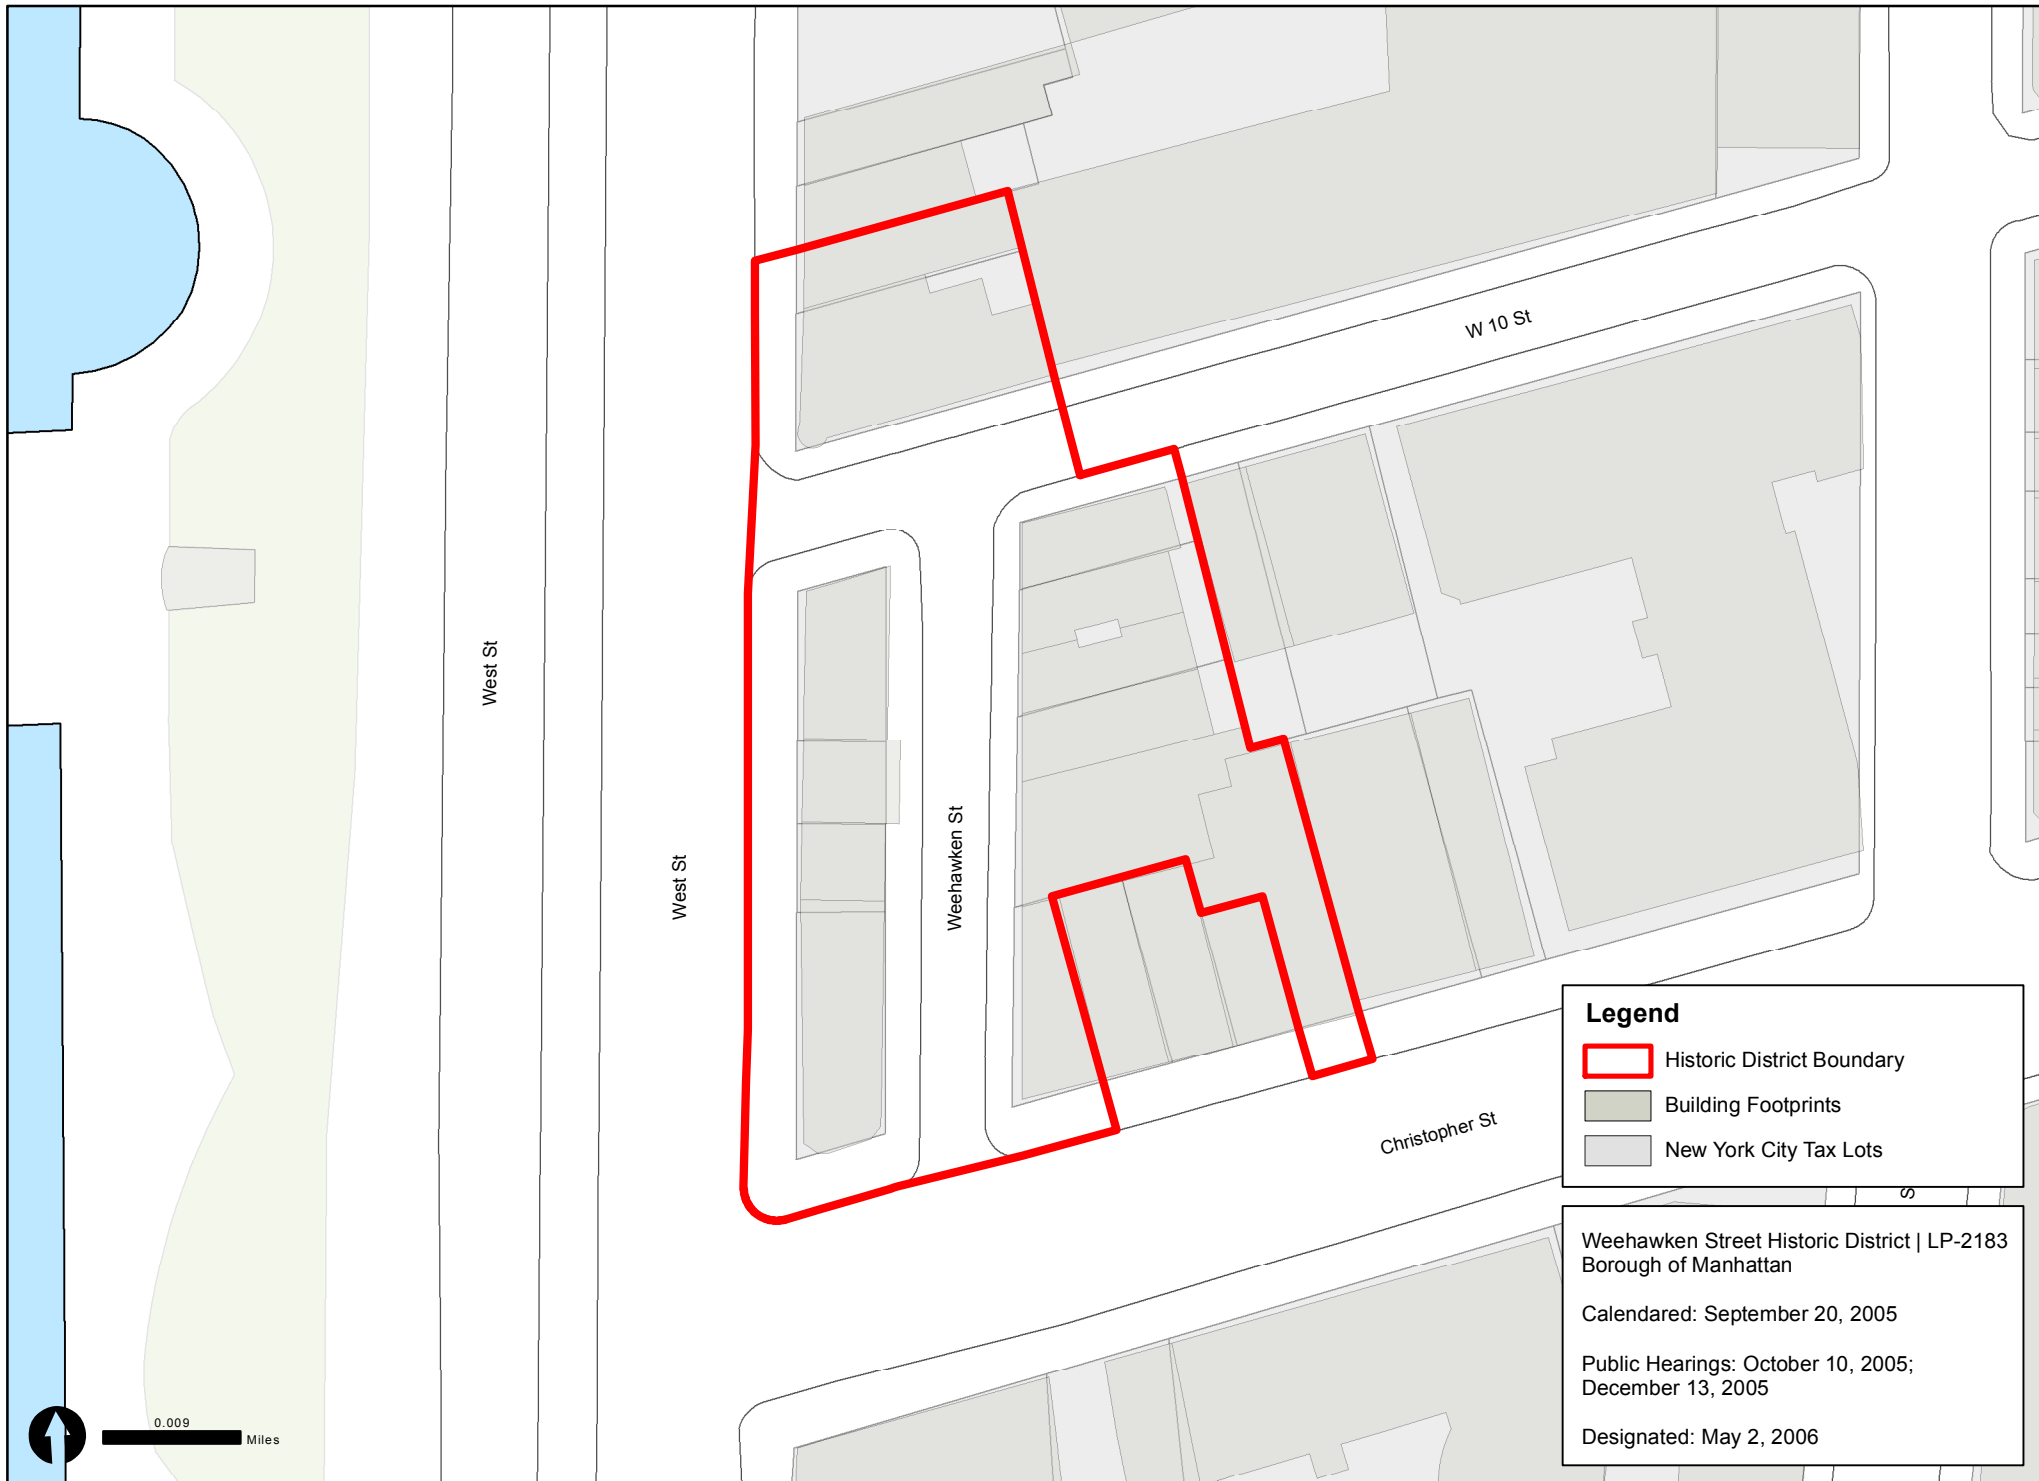 W 10 St
West St
West St
Weehawken St
Christopher St
Legend
Historic District Boundary
Building Footprints
New York City Tax Lots
S
Weehawken Street Historic District | LP-2183
Borough of Manhattan
Calendared: September 20, 2005
Public Hearings: October 10, 2005;
December 13, 2005
Designated: May 2, 2006
0.009
Miles